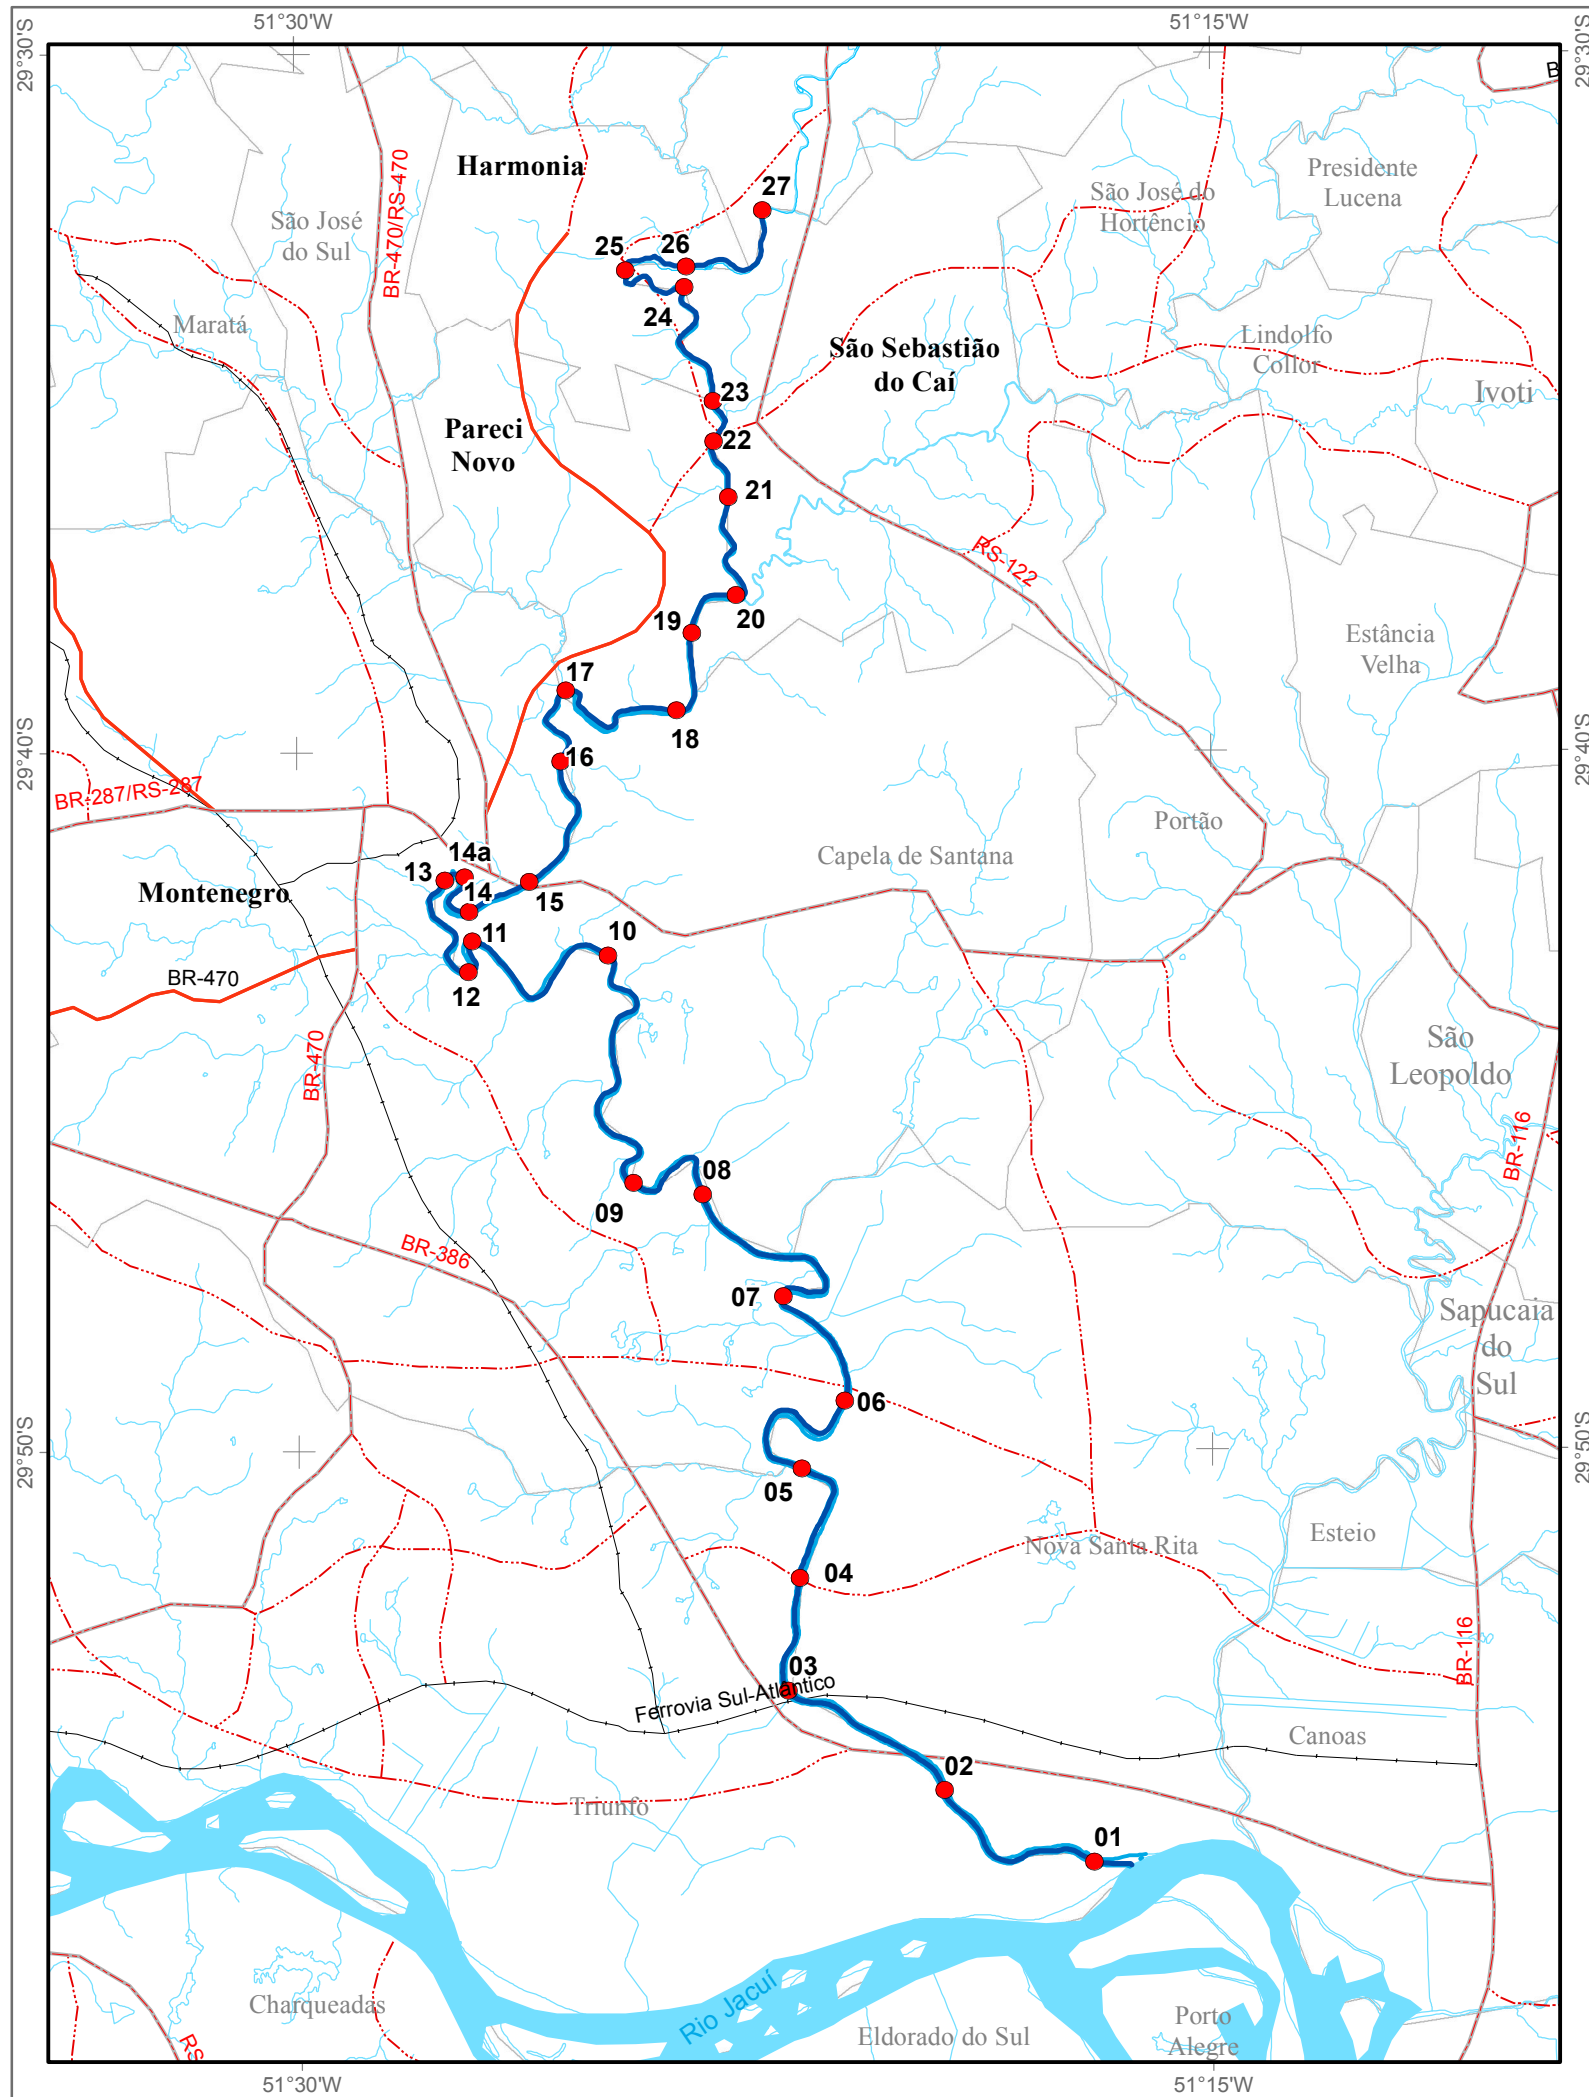 51°30'W
51°15'W
29°30'S
29°30'S
B
Harmonia
27
São José
do Sul
BR-470/RS-470
São José do
Hortêncio
Presidente
Lucena
25
26
24
Maratá
São Sebastião
do Caí
Lindolfo
Collor
Ivoti
23
Pareci
Novo
22
21
RS-122
20
19
Estância
Velha
17
18
29°40'S
29°40'S
16
BR-287/RS-287
Portão
Capela de Santana
14a
13
14
15
Montenegro
11
10
BR-470
12
BR-470
São
Leopoldo
BR-116
08
09
BR-386
07
Sapucaia
do
Sul
06
29°50'S
29°50'S
05
Esteio
Nova Santa Rita
04
BR-116
03
Ferrovia Sul-Atlântico
Canoas
02
Triunfo
01
Rio Jacuí
Charqueadas
Porto
Alegre
Eldorado do Sul
RS
51°30'W
51°15'W